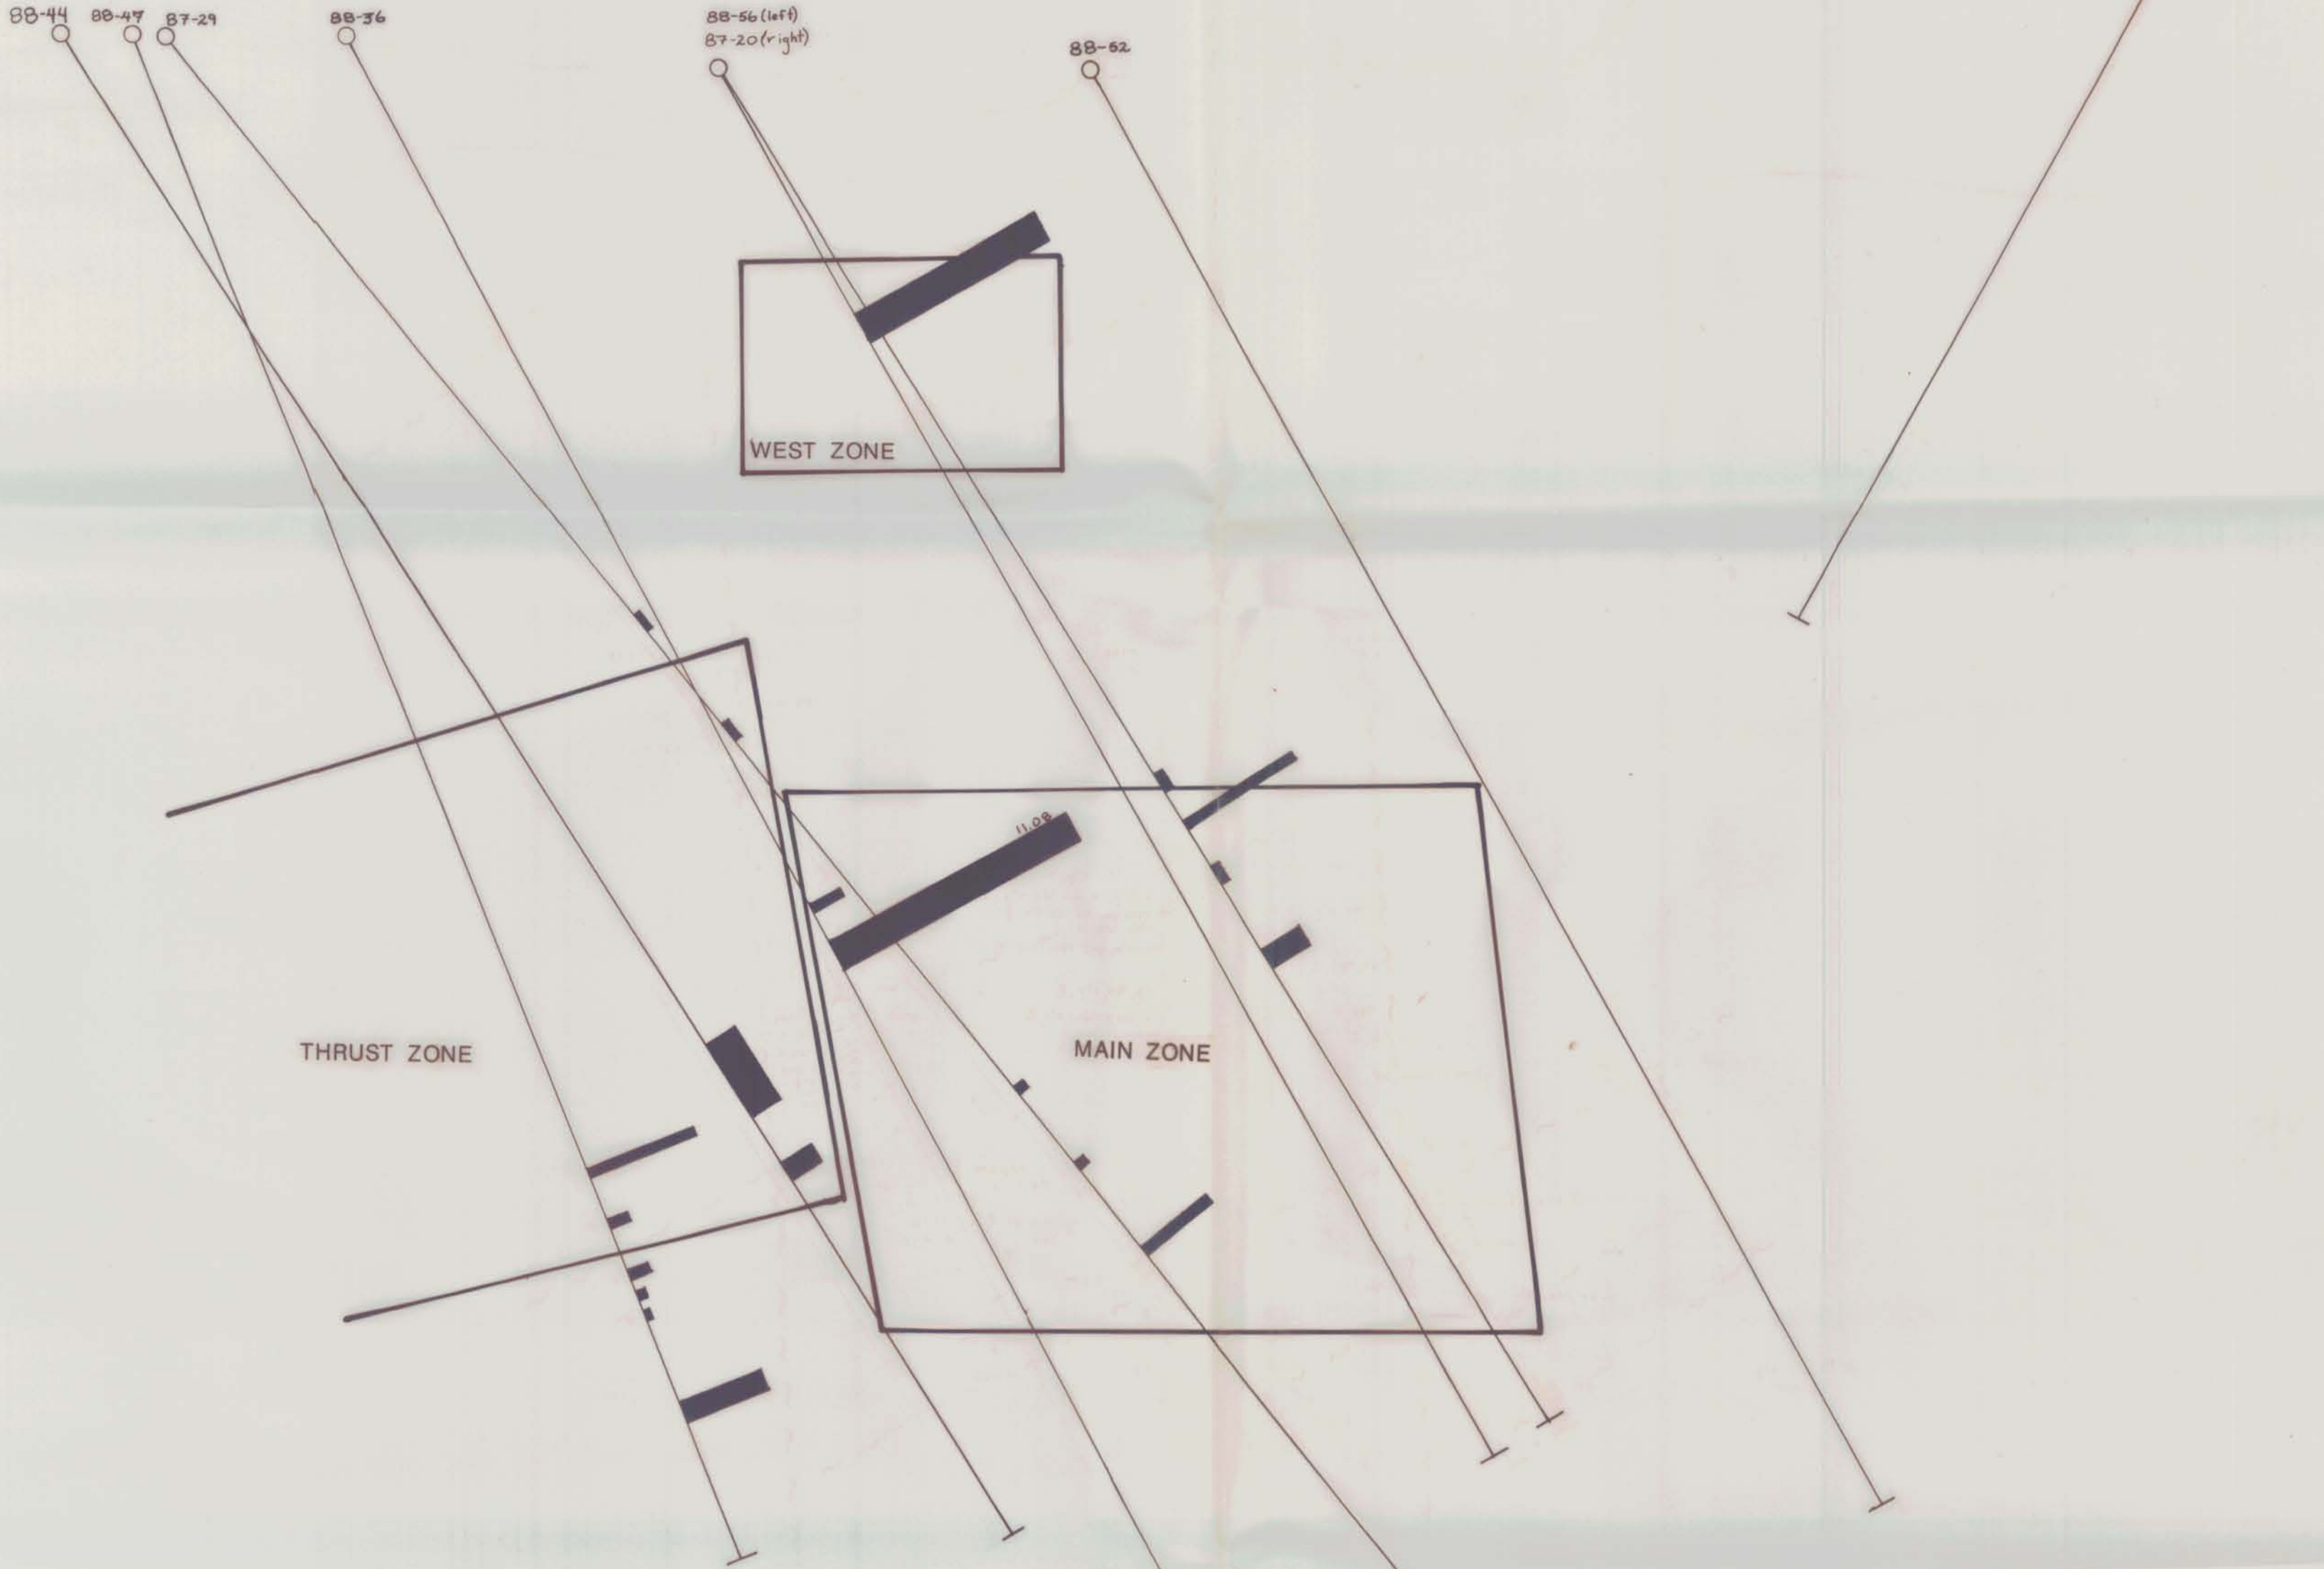 88-44
88-47
87-29
88-36
88-56 (left)
87-20 (right)
88-52
WEST ZONE
11.08
THRUST ZONE
MAIN ZONE